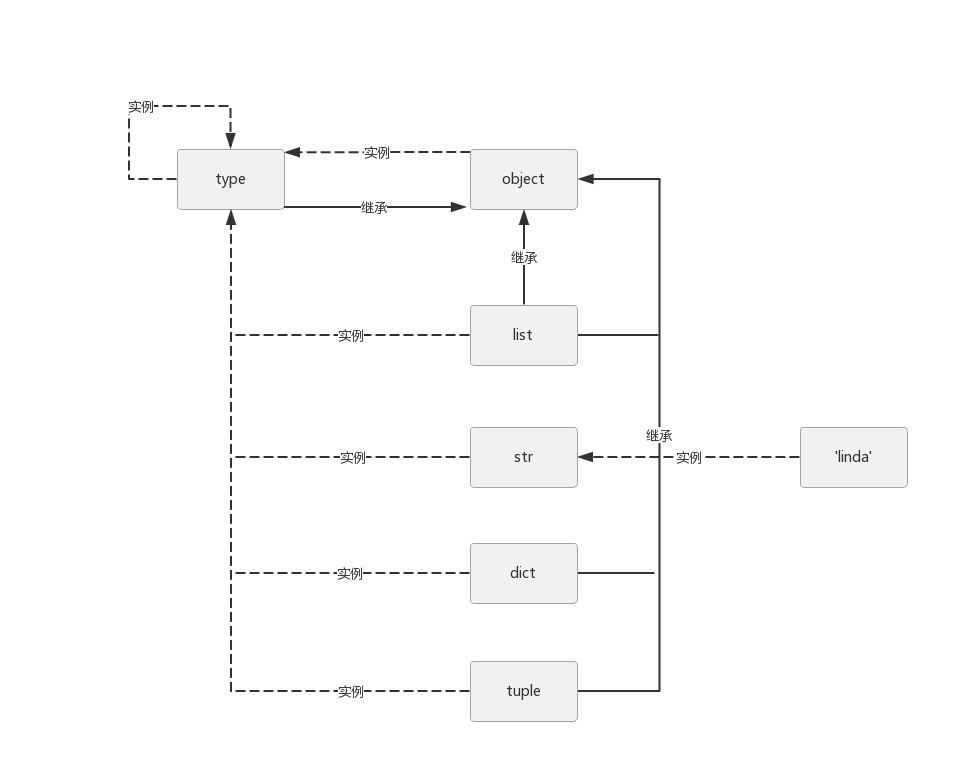 实例
实例
type
object
继承
继承
实例
list
继承
实例
str
实例
'linda'
实例
dict
实例
tuple